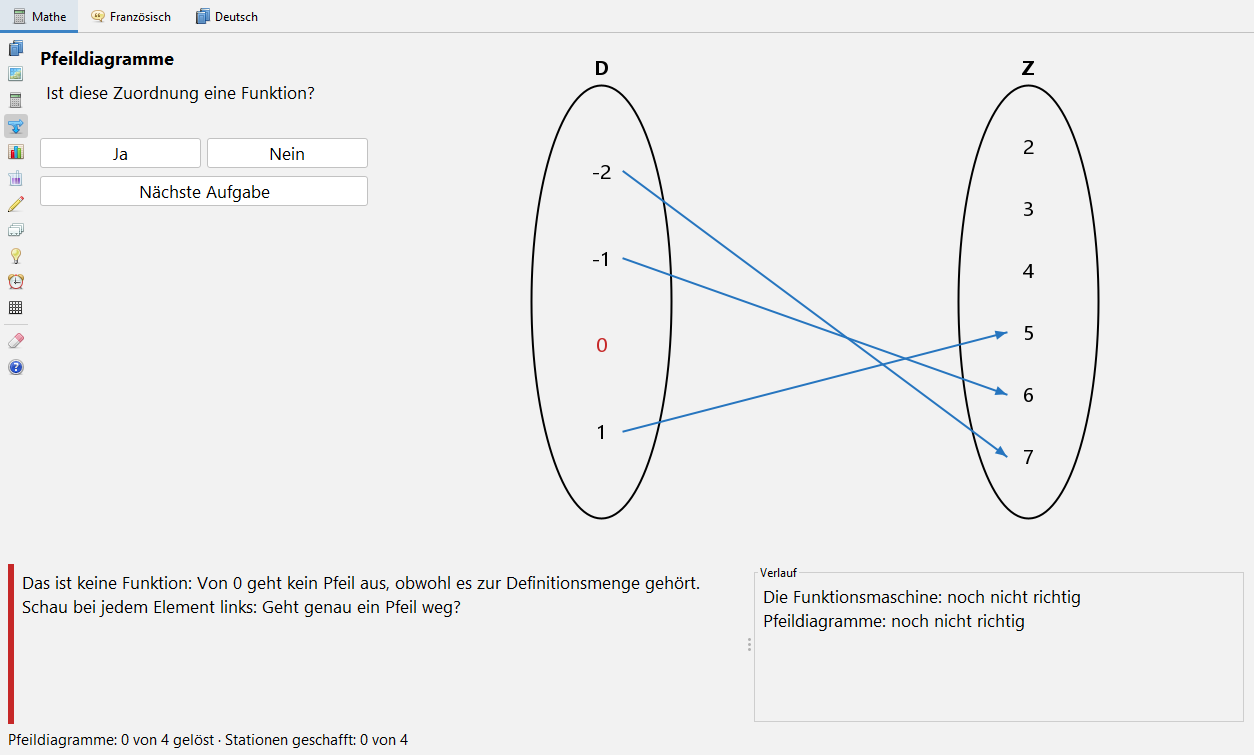 Mathe
Französisch
Deutsch
Pfeildiagramme
Ist diese Zuordnung eine Funktion?
Ja
Nein
Nächste Aufgabe
D
-2
-1
0
1
Z
2
3
4
5
6
7
Das ist keine Funktion: Von 0 geht kein Pfeil aus, obwohl es zur Definitionsmenge gehört.
Schau bei jedem Element links: Geht genau ein Pfeil weg?
Verlauf
Die Funktionsmaschine: noch nicht richtig
Pfeildiagramme: noch nicht richtig
Pfeildiagramme: 0 von 4 gelöst · Stationen geschafft: 0 von 4